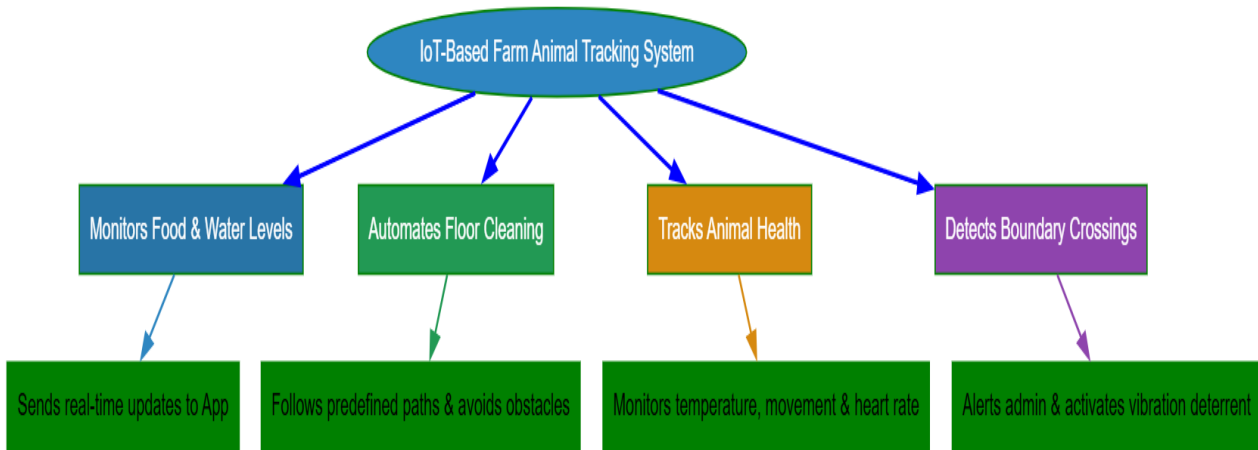 IoT-Based Farm Animal Tracking System
Monitors Food & Water Levels
Automates Floor Cleaning
Tracks Animal Health
Detects Boundary Crossings
Sends real-time updates to App
Follows predefined paths & avoids obstacles
Monitors temperature, movement & heart rate
Alerts admin & activates vibration deterrent